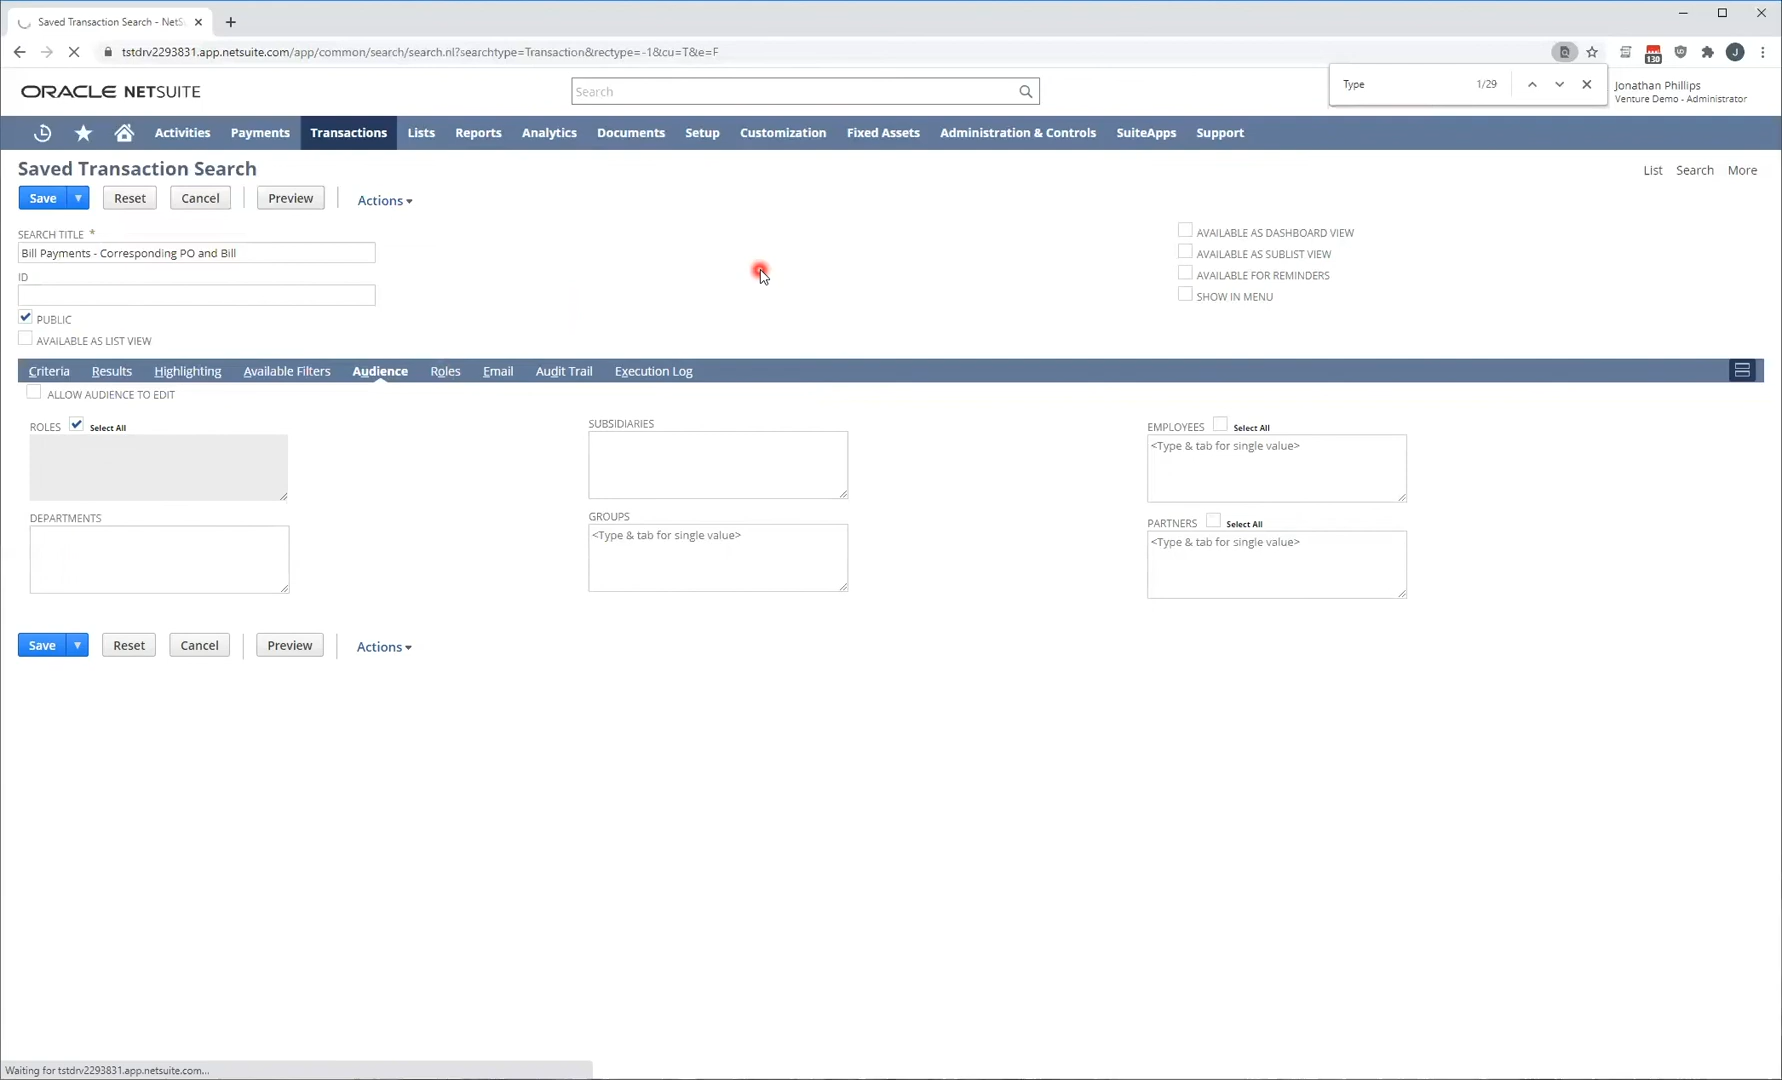 Saved Transaction Search - NetS
tstdrv2293831.app.netsuite.com/app/common/search/search.nl?searchtype=Transaction&rectype=-1&cu=T&e=F
130
J
Type 1/29
ORACLE NETSUITE
Search
Jonathan Phillips
Venture Demo - Administrator
Activities Payments Transactions Lists Reports Analytics Documents Setup Customization Fixed Assets Administration & Controls SuiteApps Support
Saved Transaction Search
List Search More
Save Reset Cancel Preview Actions
SEARCH TITLE *
Bill Payments - Corresponding PO and Bill
ID
PUBLIC
AVAILABLE AS LIST VIEW
AVAILABLE AS DASHBOARD VIEW
AVAILABLE AS SUBLIST VIEW
AVAILABLE FOR REMINDERS
SHOW IN MENU
Criteria Results Highlighting Available Filters Audience Roles Email Audit Trail Execution Log
ALLOW AUDIENCE TO EDIT
ROLES Select All
DEPARTMENTS
SUBSIDIARIES
GROUPS
<Type & tab for single value>
EMPLOYEES Select All
<Type & tab for single value>
PARTNERS Select All
<Type & tab for single value>
Save Reset Cancel Preview Actions
Waiting for tstdrv2293831.app.netsuite.com...